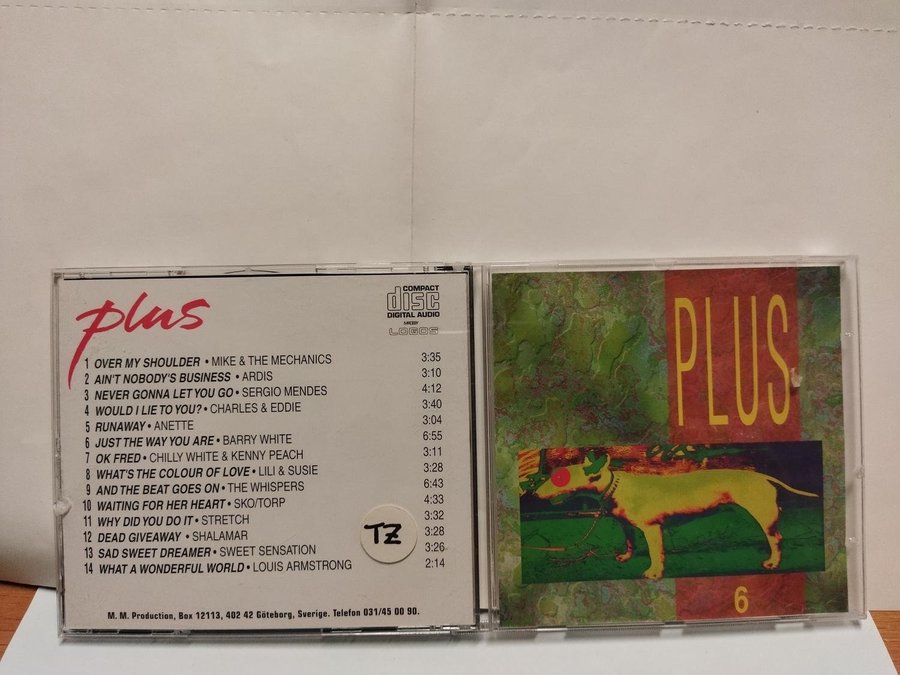 plus
COMPACT
disc
DIGITAL AUDIO
LOGOS
1 OVER MY SHOULDER • MIKE & THE MECHANICS 3:35
2 AIN'T NOBODY'S BUSINESS • ARDIS 3:10
3 NEVER GONNA LET YOU GO • SERGIO MENDES 4:12
4 WOULD I LIE TO YOU? • CHARLES & EDDIE 3:40
5 RUNAWAY • ANETTE 3:04
6 JUST THE WAY YOU ARE • BARRY WHITE 6:55
7 OK FRED • CHILLY WHITE & KENNY PEACH 3:11
8 WHAT'S THE COLOUR OF LOVE • LILI & SUSIE 3:28
9 AND THE BEAT GOES ON • THE WHISPERS 6:43
10 WAITING FOR HER HEART • SKO/TORP 4:33
11 WHY DID YOU DO IT • STRETCH 3:32
12 DEAD GIVEAWAY • SHALAMAR 3:28
13 SAD SWEET DREAMER • SWEET SENSATION 3:26
14 WHAT A WONDERFUL WORLD • LOUIS ARMSTRONG 2:14
TZ
M. M. Production, Box 12113, 402 42 Göteborg, Sverige. Telefon 031/45 00 90.
PLUS
6